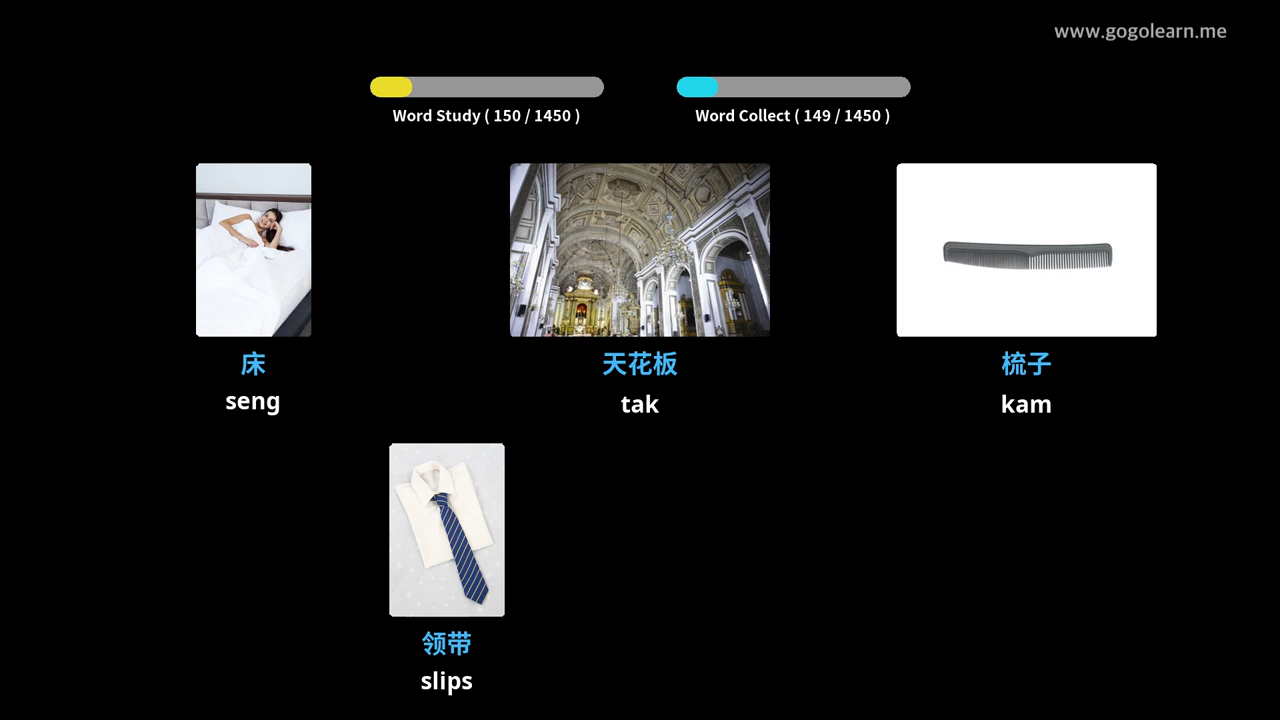 www.gogolearn.me
Word Study ( 150 / 1450 )
Word Collect ( 149 / 1450 )
床
seng
天花板
tak
梳子
kam
领带
slips